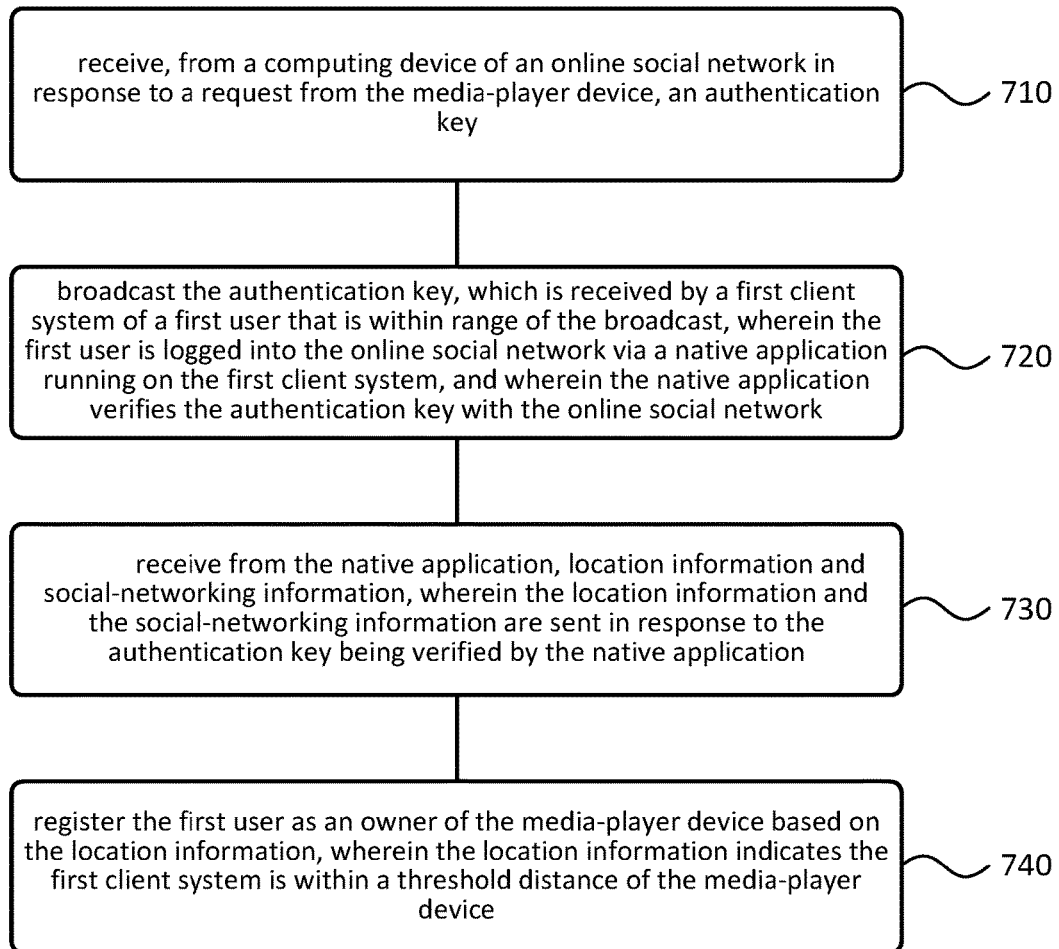 receive, from a computing device of an online social network in
response to a request from the media-player device, an authentication
key
710
broadcast the authentication key, which is received by a first client
system of a first user that is within range of the broadcast, wherein the
first user is logged into the online social network via a native application
running on the first client system, and wherein the native application
verifies the authentication key with the online social network
720
receive from the native application, location information and
social-networking information, wherein the location information and
the social-networking information are sent in response to the
authentication key being verified by the native application
730
register the first user as an owner of the media-player device based on
the location information, wherein the location information indicates the
first client system is within a threshold distance of the media-player
device
740